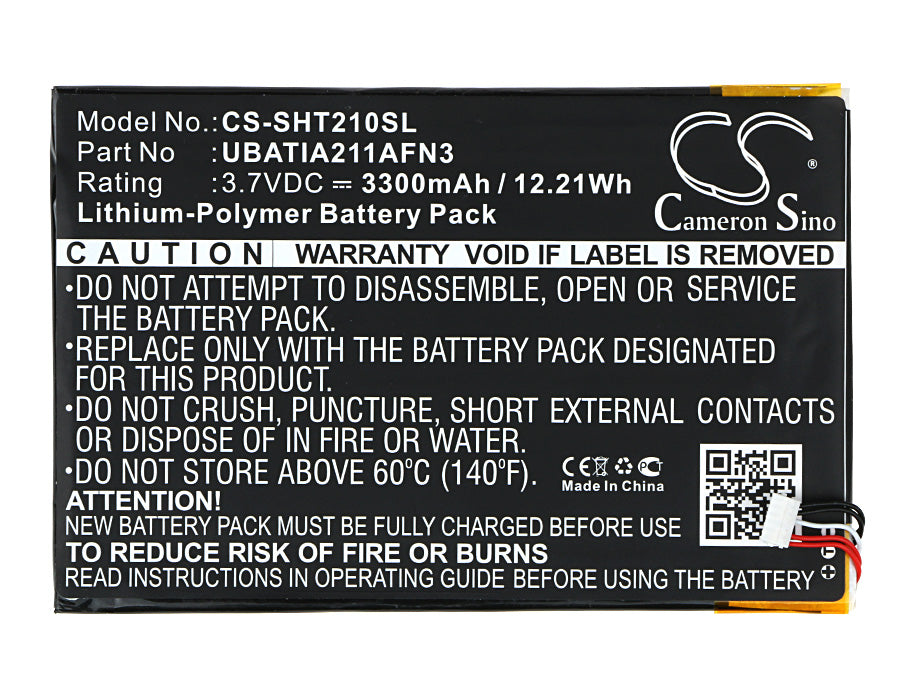 Model No.: CS-SHT210SL
Part No : UBATIA211AFN3
Rating : 3.7VDC ⎓ 3300mAh / 12.21Wh
Lithium-Polymer Battery Pack
CS
®
Cameron Sino
CAUTION WARRANTY VOID IF LABEL IS REMOVED
•DO NOT ATTEMPT TO DISASSEMBLE, OPEN OR SERVICE
THE BATTERY PACK.
•REPLACE ONLY WITH THE BATTERY PACK DESIGNATED
FOR THIS PRODUCT.
•DO NOT CRUSH, PUNCTURE, SHORT EXTERNAL CONTACTS
OR DISPOSE OF IN FIRE OR WATER.
•DO NOT STORE ABOVE 60°C (140°F).
CE PC
Made In China
ATTENTION!
NEW BATTERY PACK MUST BE FULLY CHARGED BEFORE USE
TO REDUCE RISK OF FIRE OR BURNS
READ INSTRUCTIONS CAREFULLY BEFORE USING THE BATTERY